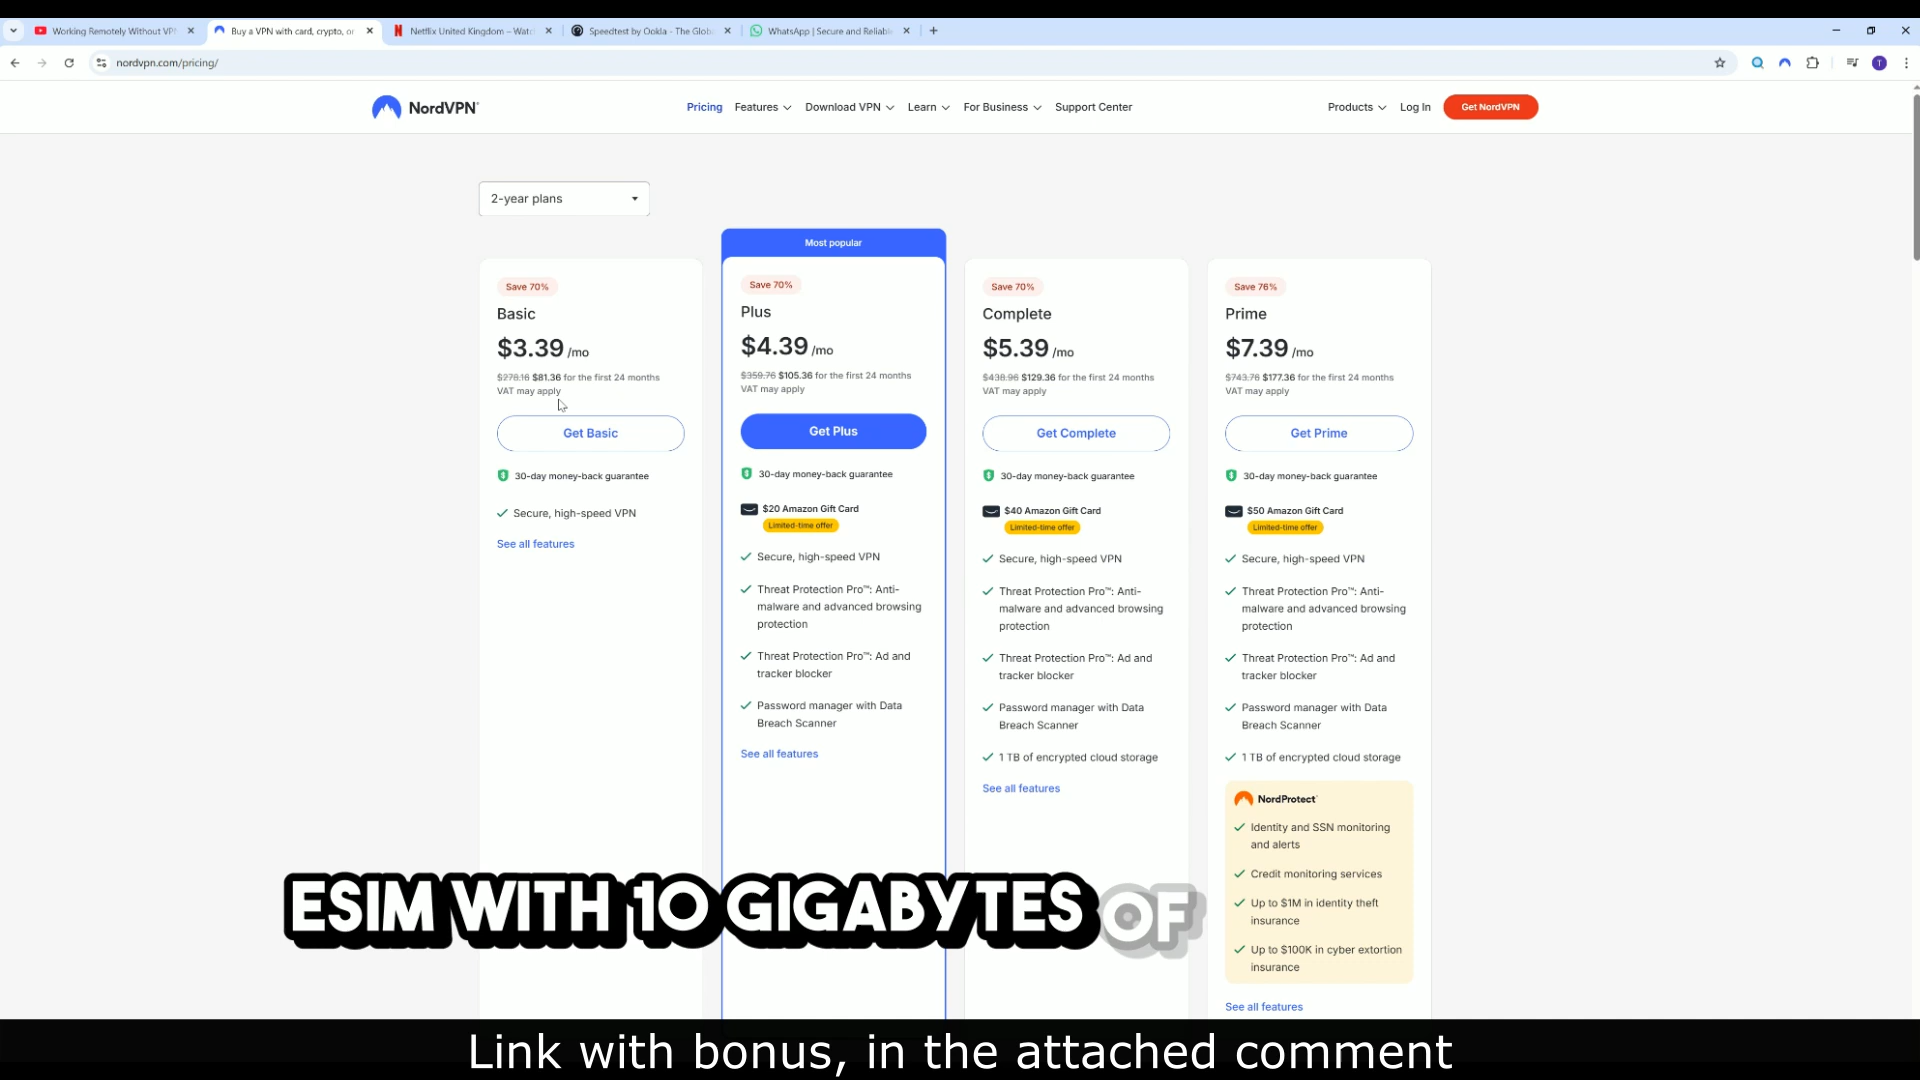 Working Remotely Without VP
Buy a VPN with card, crypto, or
Netflix United Kingdom – Watc
Speedtest by Ookla - The Globa
WhatsApp | Secure and Reliable
nordvpn.com/pricing/
T
NordVPN
Pricing
Features
Download VPN
Learn
For Business
Support Center
Products
Log In
Get NordVPN
2-year plans
Most popular
Save 70%
Basic
$3.39 /mo
$278.16 $81.36 for the first 24 months
VAT may apply
Get Basic
30-day money-back guarantee
Secure, high-speed VPN
See all features
Save 70%
Plus
$4.39 /mo
$359.76 $105.36 for the first 24 months
VAT may apply
Get Plus
30-day money-back guarantee
$20 Amazon Gift Card
Limited-time offer
Secure, high-speed VPN
Threat Protection Pro™: Anti-
malware and advanced browsing
protection
Threat Protection Pro™: Ad and
tracker blocker
Password manager with Data
Breach Scanner
See all features
Save 70%
Complete
$5.39 /mo
$438.96 $129.36 for the first 24 months
VAT may apply
Get Complete
30-day money-back guarantee
$40 Amazon Gift Card
Limited-time offer
Secure, high-speed VPN
Threat Protection Pro™: Anti-
malware and advanced browsing
protection
Threat Protection Pro™: Ad and
tracker blocker
Password manager with Data
Breach Scanner
1 TB of encrypted cloud storage
See all features
Save 76%
Prime
$7.39 /mo
$743.76 $177.36 for the first 24 months
VAT may apply
Get Prime
30-day money-back guarantee
$50 Amazon Gift Card
Limited-time offer
Secure, high-speed VPN
Threat Protection Pro™: Anti-
malware and advanced browsing
protection
Threat Protection Pro™: Ad and
tracker blocker
Password manager with Data
Breach Scanner
1 TB of encrypted cloud storage
NordProtect
Identity and SSN monitoring
and alerts
Credit monitoring services
Up to $1M in identity theft
insurance
Up to $100K in cyber extortion
insurance
See all features
ESIM WITH 10 GIGABYTES OF
Link with bonus, in the attached comment